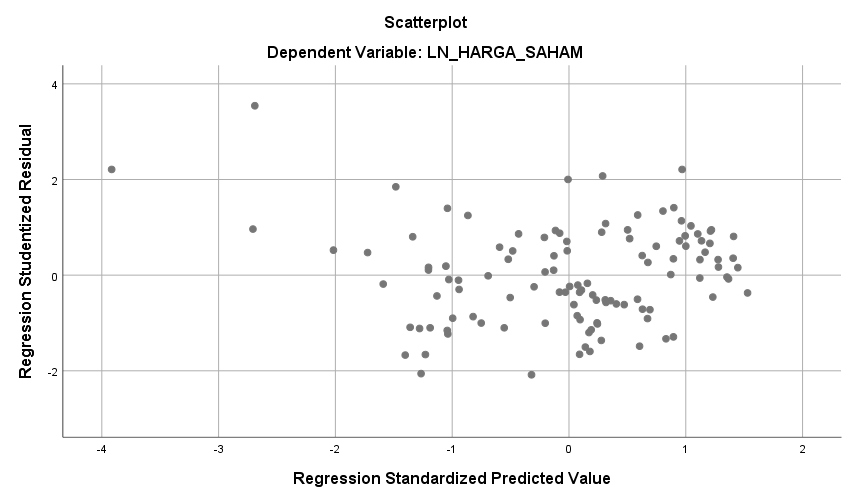 Scatterplot
Dependent Variable: LN_HARGA_SAHAM
Regression Studentized Residual
4
2
0
-2
-4
-3
-2
-1
0
1
2
Regression Standardized Predicted Value